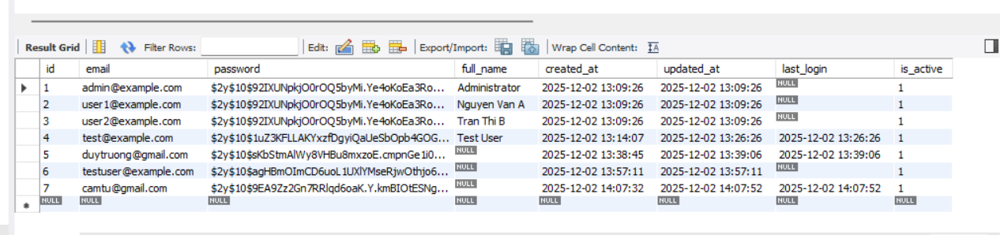 Result Grid Filter Rows: Edit: Export/Import: Wrap Cell Content: IA
id email password full_name created_at updated_at last_login is_active
1 admin@example.com $2y$10$92IXUNpkjO0rOQ5byMi.Ye4oKoEa3Ro... Administrator 2025-12-02 13:09:26 2025-12-02 13:09:26 NULL 1
2 user1@example.com $2y$10$92IXUNpkjO0rOQ5byMi.Ye4oKoEa3Ro... Nguyen Van A 2025-12-02 13:09:26 2025-12-02 13:09:26 NULL 1
3 user2@example.com $2y$10$92IXUNpkjO0rOQ5byMi.Ye4oKoEa3Ro... Tran Thi B 2025-12-02 13:09:26 2025-12-02 13:09:26 NULL 1
4 test@example.com $2y$10$1uZ3KFLLAKYxzfDgyiQaUeSbOpb4GOG... Test User 2025-12-02 13:14:07 2025-12-02 13:26:26 2025-12-02 13:26:26 1
5 duytruong@gmail.com $2y$10$sKbStmAlWy8VHBu8mxzoE.cmpnGe1i0... NULL 2025-12-02 13:38:45 2025-12-02 13:39:06 2025-12-02 13:39:06 1
6 testuser@example.com $2y$10$agHBmOImCD6uoL1UXlYMseRjwOthjo6... NULL 2025-12-02 13:57:11 2025-12-02 13:57:11 NULL 1
7 camtu@gmail.com $2y$10$9EA9Zz2Gn7RRlqd6oaK.Y.kmBIOtESNg... NULL 2025-12-02 14:07:32 2025-12-02 14:07:52 2025-12-02 14:07:52 1
NULL NULL NULL NULL NULL NULL NULL NULL